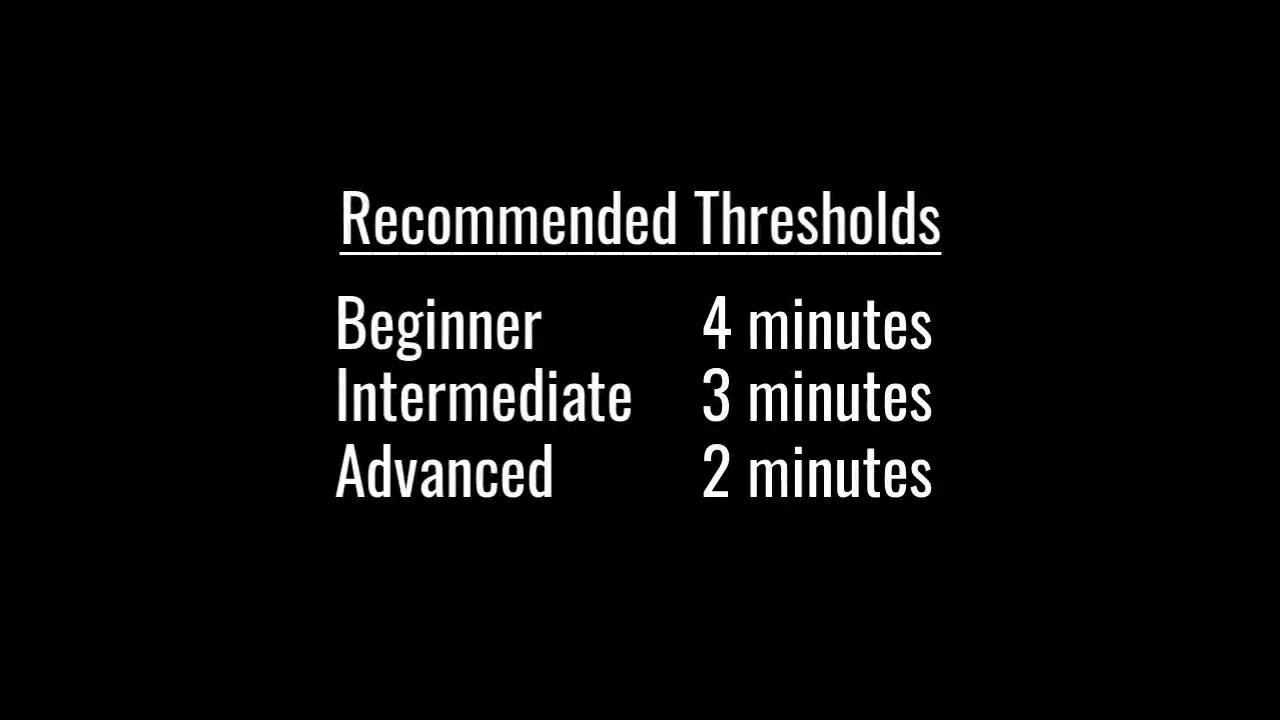 Recommended Thresholds
Beginner 4 minutes
Intermediate 3 minutes
Advanced 2 minutes